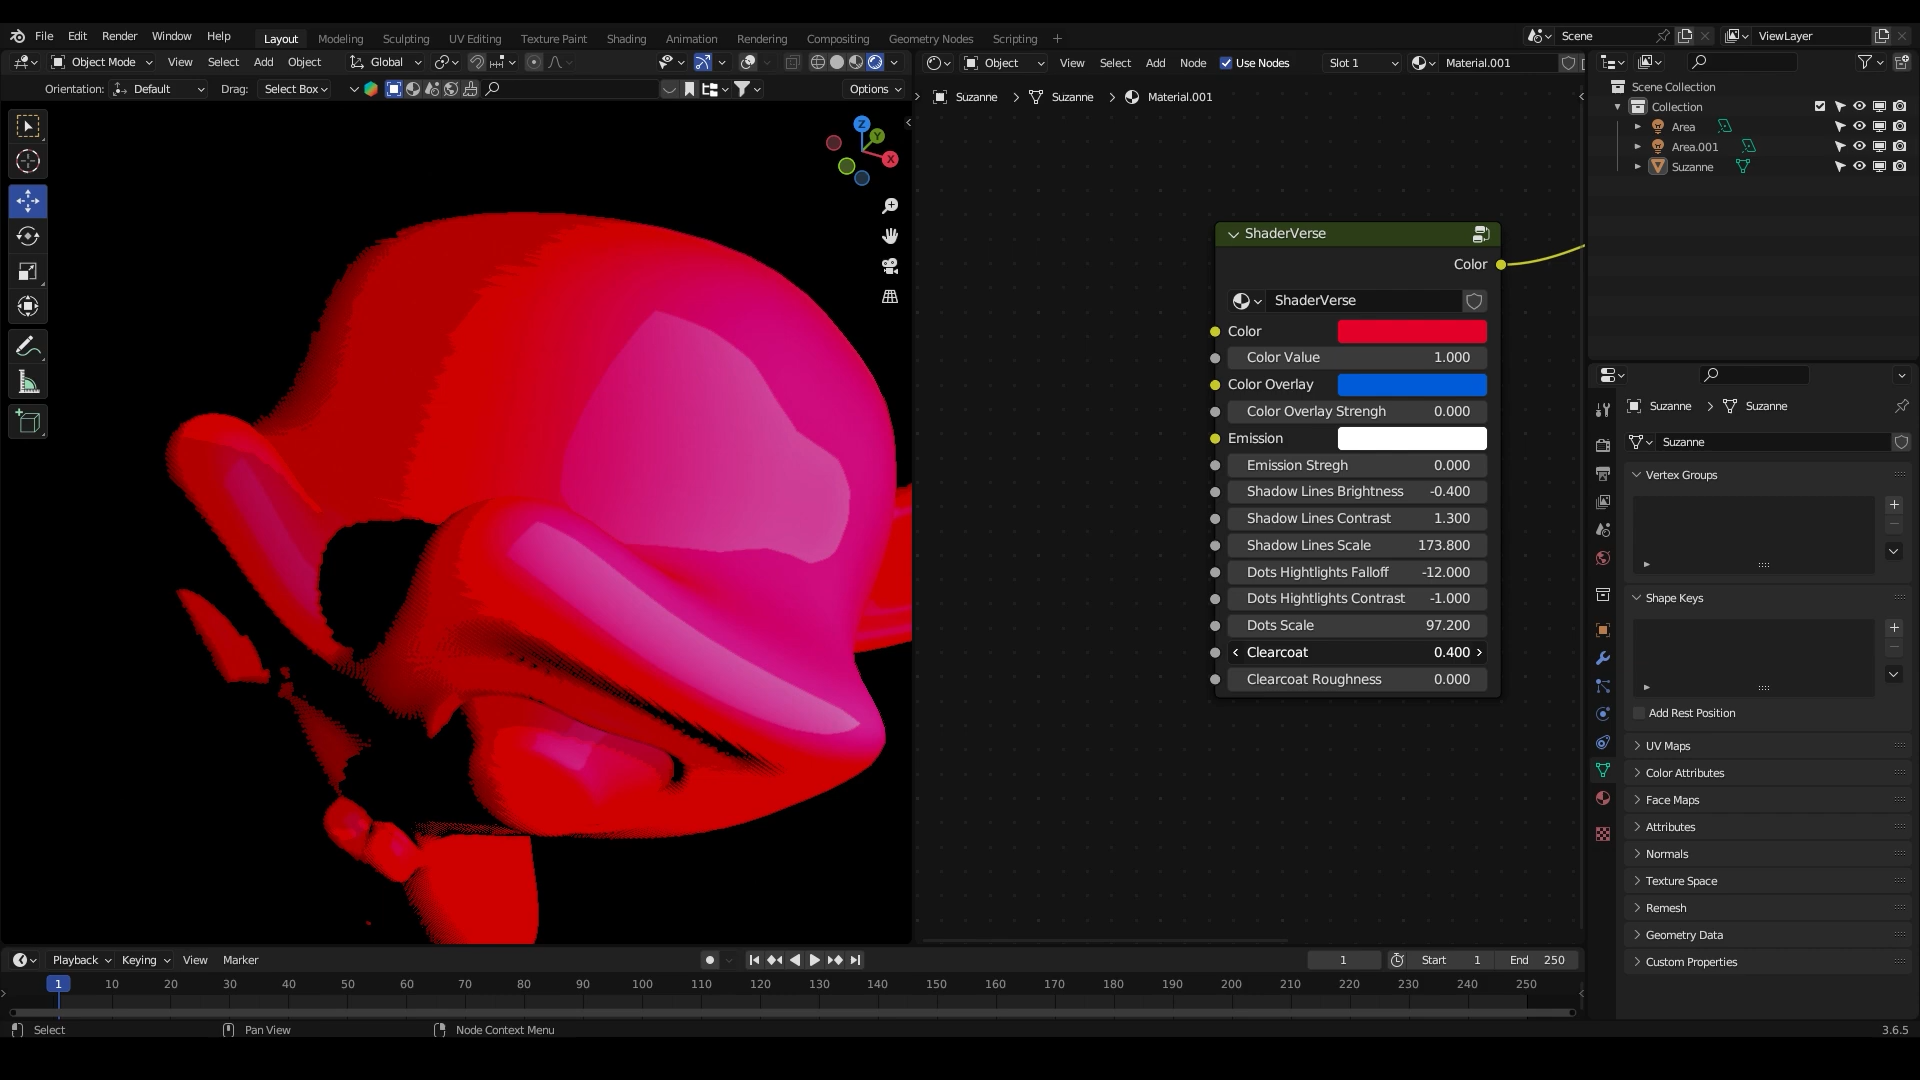 File Edit Render Window Help Layout Modeling Sculpting UV Editing Texture Paint Shading Animation Rendering Compositing Geometry Nodes Scripting + Scene ViewLayer
Object Mode View Select Add Object Global Object View Select Add Node Use Nodes Slot 1 Material.001
Orientation: Default Drag: Select Box Options
Suzanne > Suzanne > Material.001
Scene Collection
Collection
Area
Area.001
Suzanne
Z
Y
X
ShaderVerse
Color
ShaderVerse
Color
Color Value 1.000
Color Overlay
Color Overlay Strengh 0.000
Emission
Emission Stregh 0.000
Shadow Lines Brightness -0.400
Shadow Lines Contrast 1.300
Shadow Lines Scale 173.800
Dots Hightlights Falloff -12.000
Dots Hightlights Contrast -1.000
Dots Scale 97.200
Clearcoat 0.400
Clearcoat Roughness 0.000
Suzanne > Suzanne
Suzanne
Vertex Groups
Shape Keys
Add Rest Position
UV Maps
Color Attributes
Face Maps
Attributes
Normals
Texture Space
Remesh
Geometry Data
Custom Properties
Playback Keying View Marker 1 Start 1 End 250
1 10 20 30 40 50 60 70 80 90 100 110 120 130 140 150 160 170 180 190 200 210 220 230 240 250
Select Pan View Node Context Menu 3.6.5